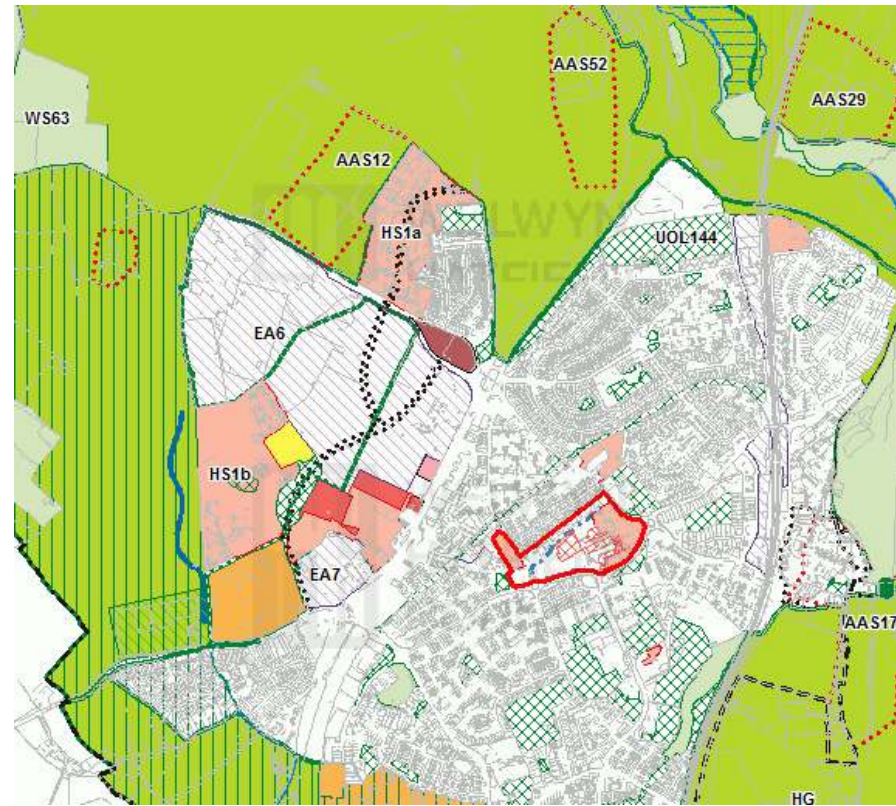 AAS52
AAS29
WS63
AAS12
HS1a
UOL144
EA6
HS1b
EA7
AAS17
HG